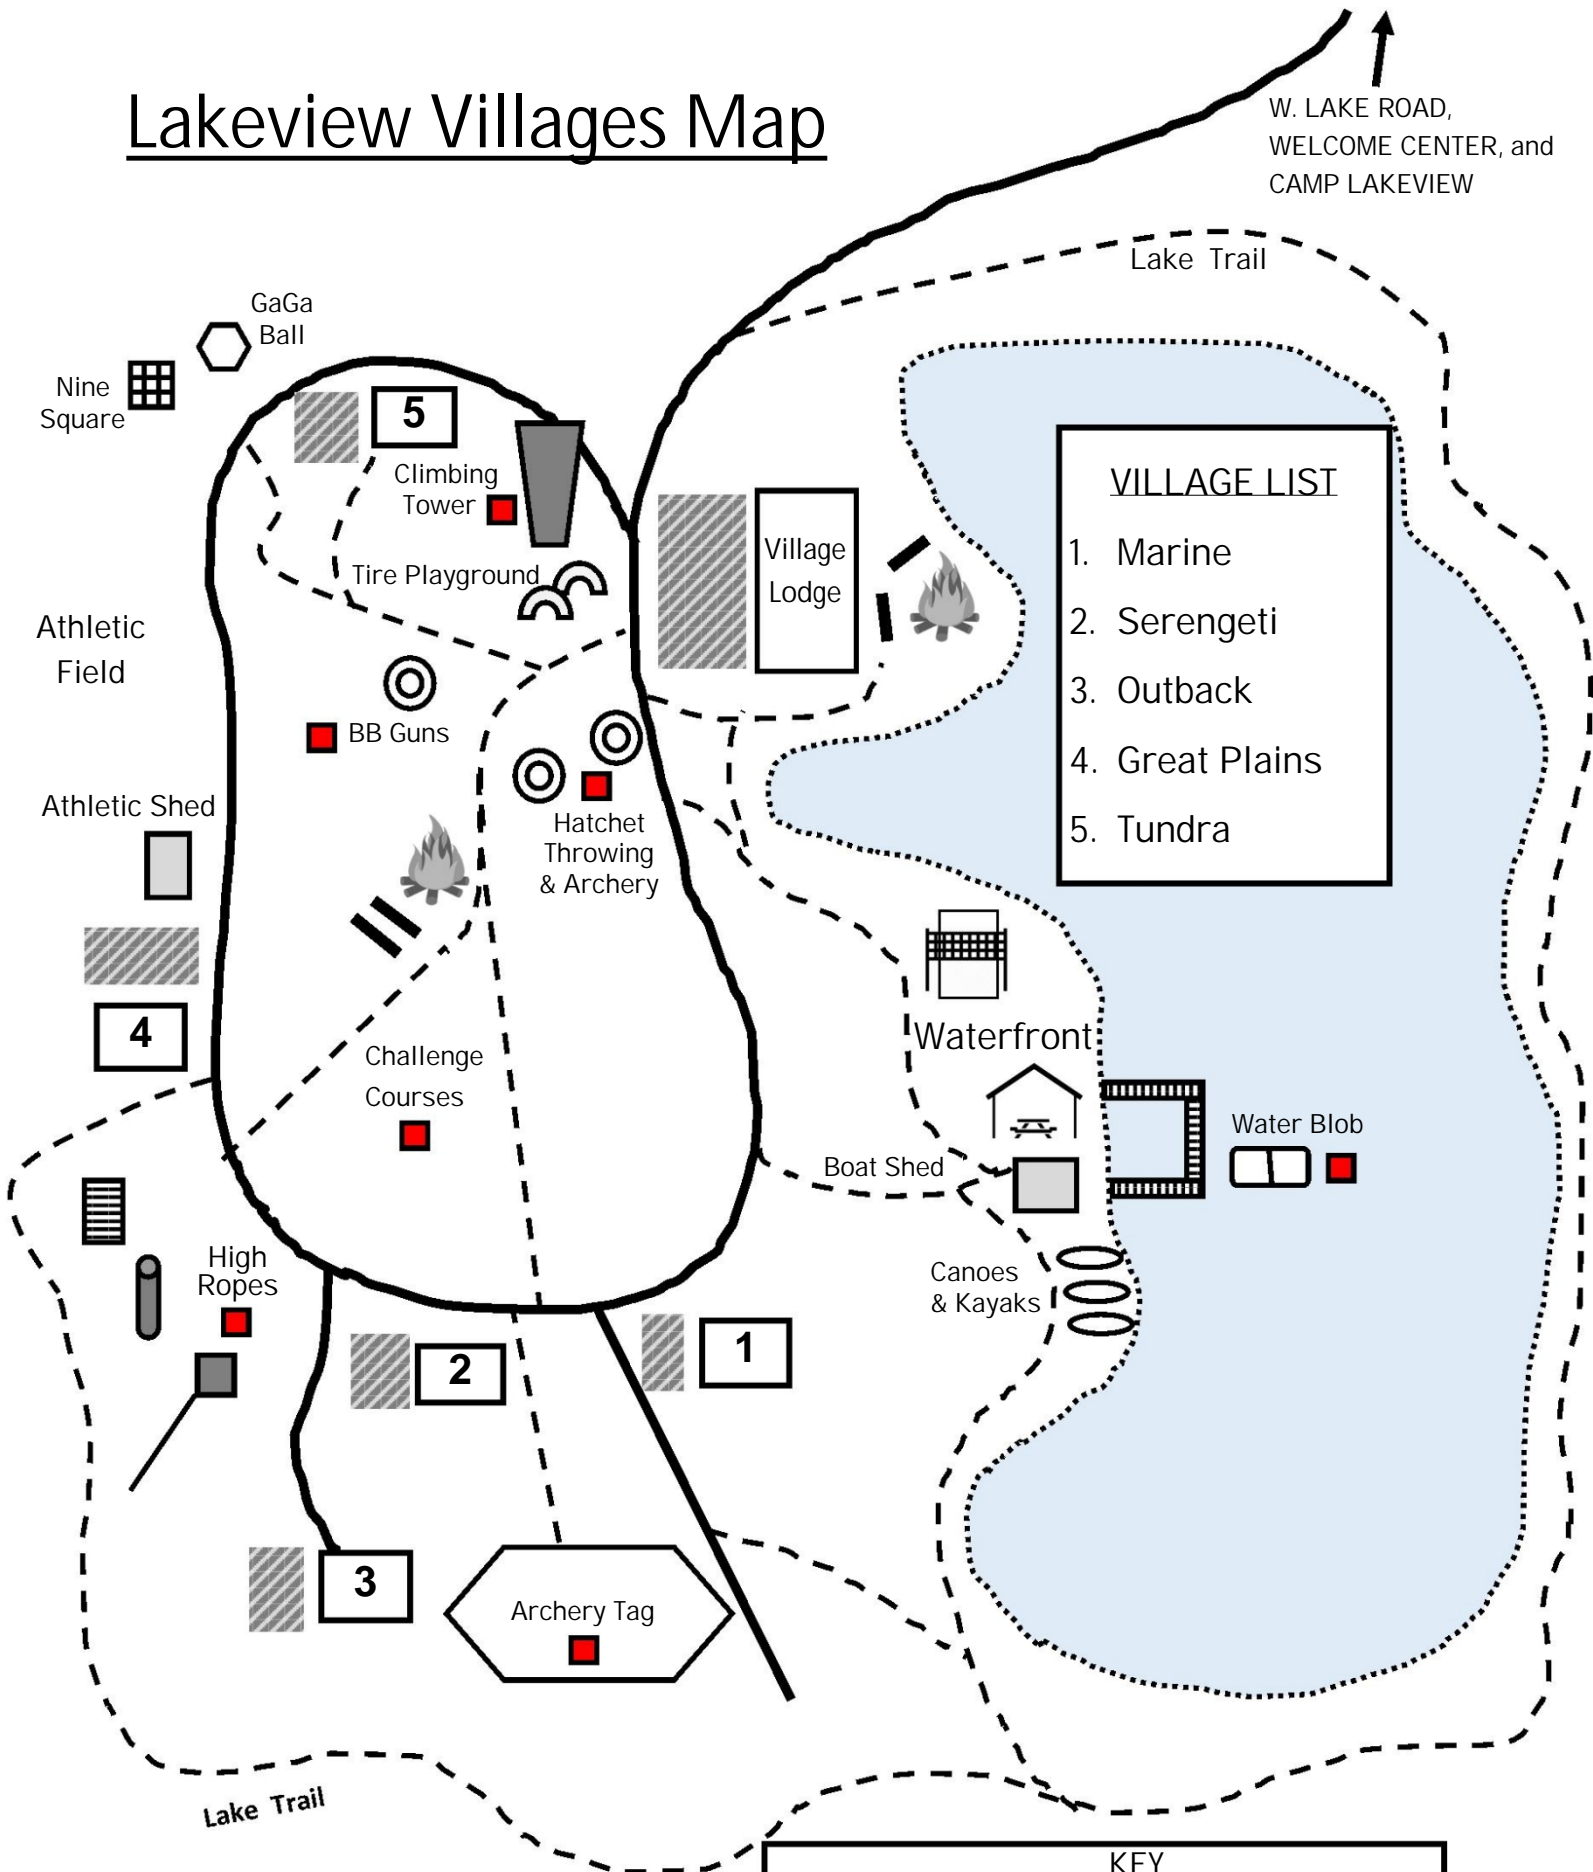 Lakeview Villages Map
W. LAKE ROAD,
WELCOME CENTER, and
CAMP LAKEVIEW
Lake Trail
GaGa
Ball
Nine
Square
5
Climbing
Tower
Tire Playground
Village
Lodge
VILLAGE LIST
1. Marine
2. Serengeti
3. Outback
4. Great Plains
5. Tundra
Athletic
Field
BB Guns
Athletic Shed
Hatchet
Throwing
& Archery
4
Challenge
Courses
Waterfront
Water Blob
Boat Shed
High
Ropes
Canoes
& Kayaks
2
1
3
Archery Tag
Lake Trail
KEY